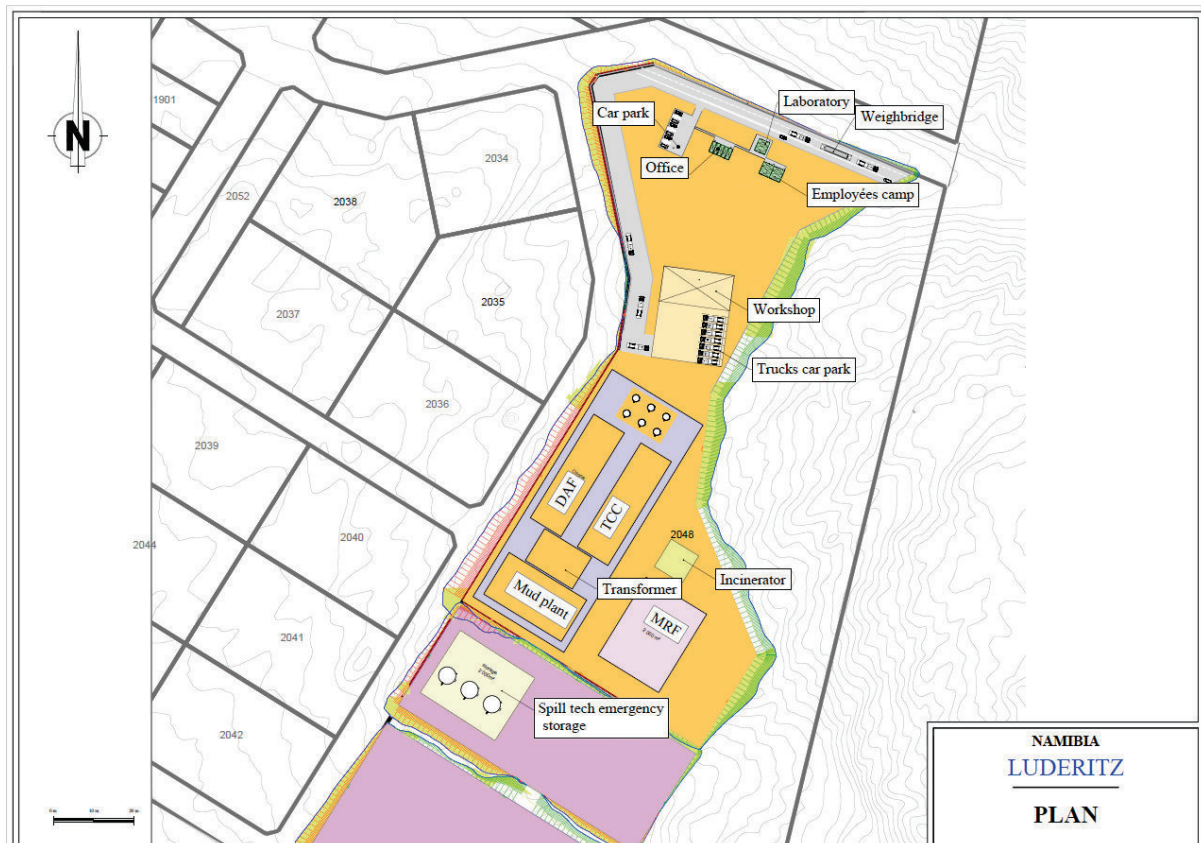 N
1901
2052
2038
2034
2037
2035
2036
2039
2044
2040
2041
2042
Car park
Office
Laboratory
Weighbridge
Employées camp
Workshop
Trucks car park
DAF
TCC
2048
Incinerator
Transformer
Mud plant
MRF
Storage
Spill tech emergency
storage
NAMIBIA
LUDERITZ
PLAN